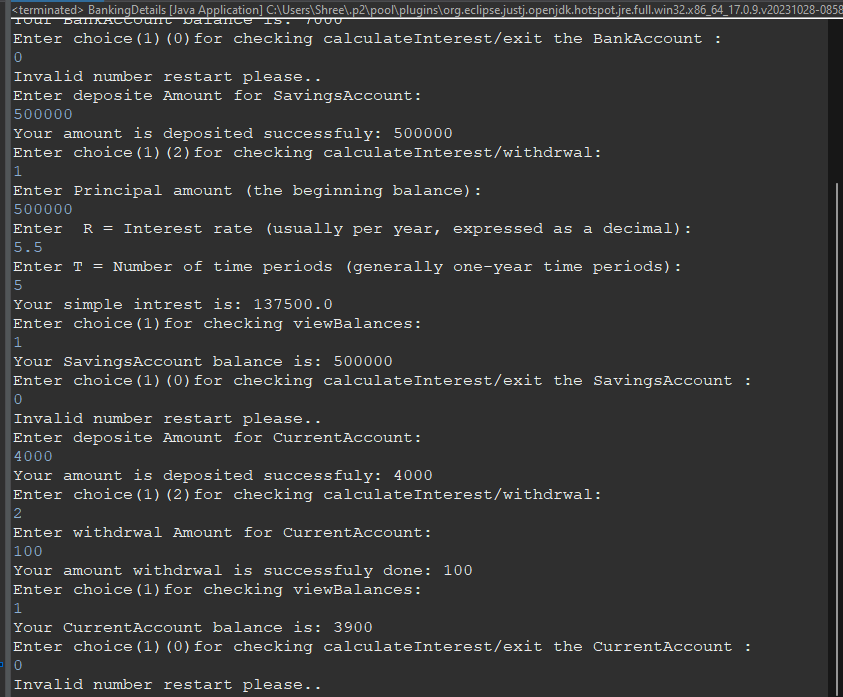 <terminated> BankingDetails [Java Application] C:\Users\Shree\.p2\pool\plugins\org.eclipse.justj.openjdk.hotspot.jre.full.win32.x86_64_17.0.9.v20231028-0858
Your BankAccount balance is: 7000
Enter choice(1)(0)for checking calculateInterest/exit the BankAccount :
0
Invalid number restart please..
Enter deposite Amount for SavingsAccount:
500000
Your amount is deposited successfuly: 500000
Enter choice(1)(2)for checking calculateInterest/withdrwal:
1
Enter Principal amount (the beginning balance):
500000
Enter  R = Interest rate (usually per year, expressed as a decimal):
5.5
Enter T = Number of time periods (generally one-year time periods):
5
Your simple intrest is: 137500.0
Enter choice(1)for checking viewBalances:
1
Your SavingsAccount balance is: 500000
Enter choice(1)(0)for checking calculateInterest/exit the SavingsAccount :
0
Invalid number restart please..
Enter deposite Amount for CurrentAccount:
4000
Your amount is deposited successfuly: 4000
Enter choice(1)(2)for checking calculateInterest/withdrwal:
2
Enter withdrwal Amount for CurrentAccount:
100
Your amount withdrwal is successfuly done: 100
Enter choice(1)for checking viewBalances:
1
Your CurrentAccount balance is: 3900
Enter choice(1)(0)for checking calculateInterest/exit the CurrentAccount :
0
Invalid number restart please..